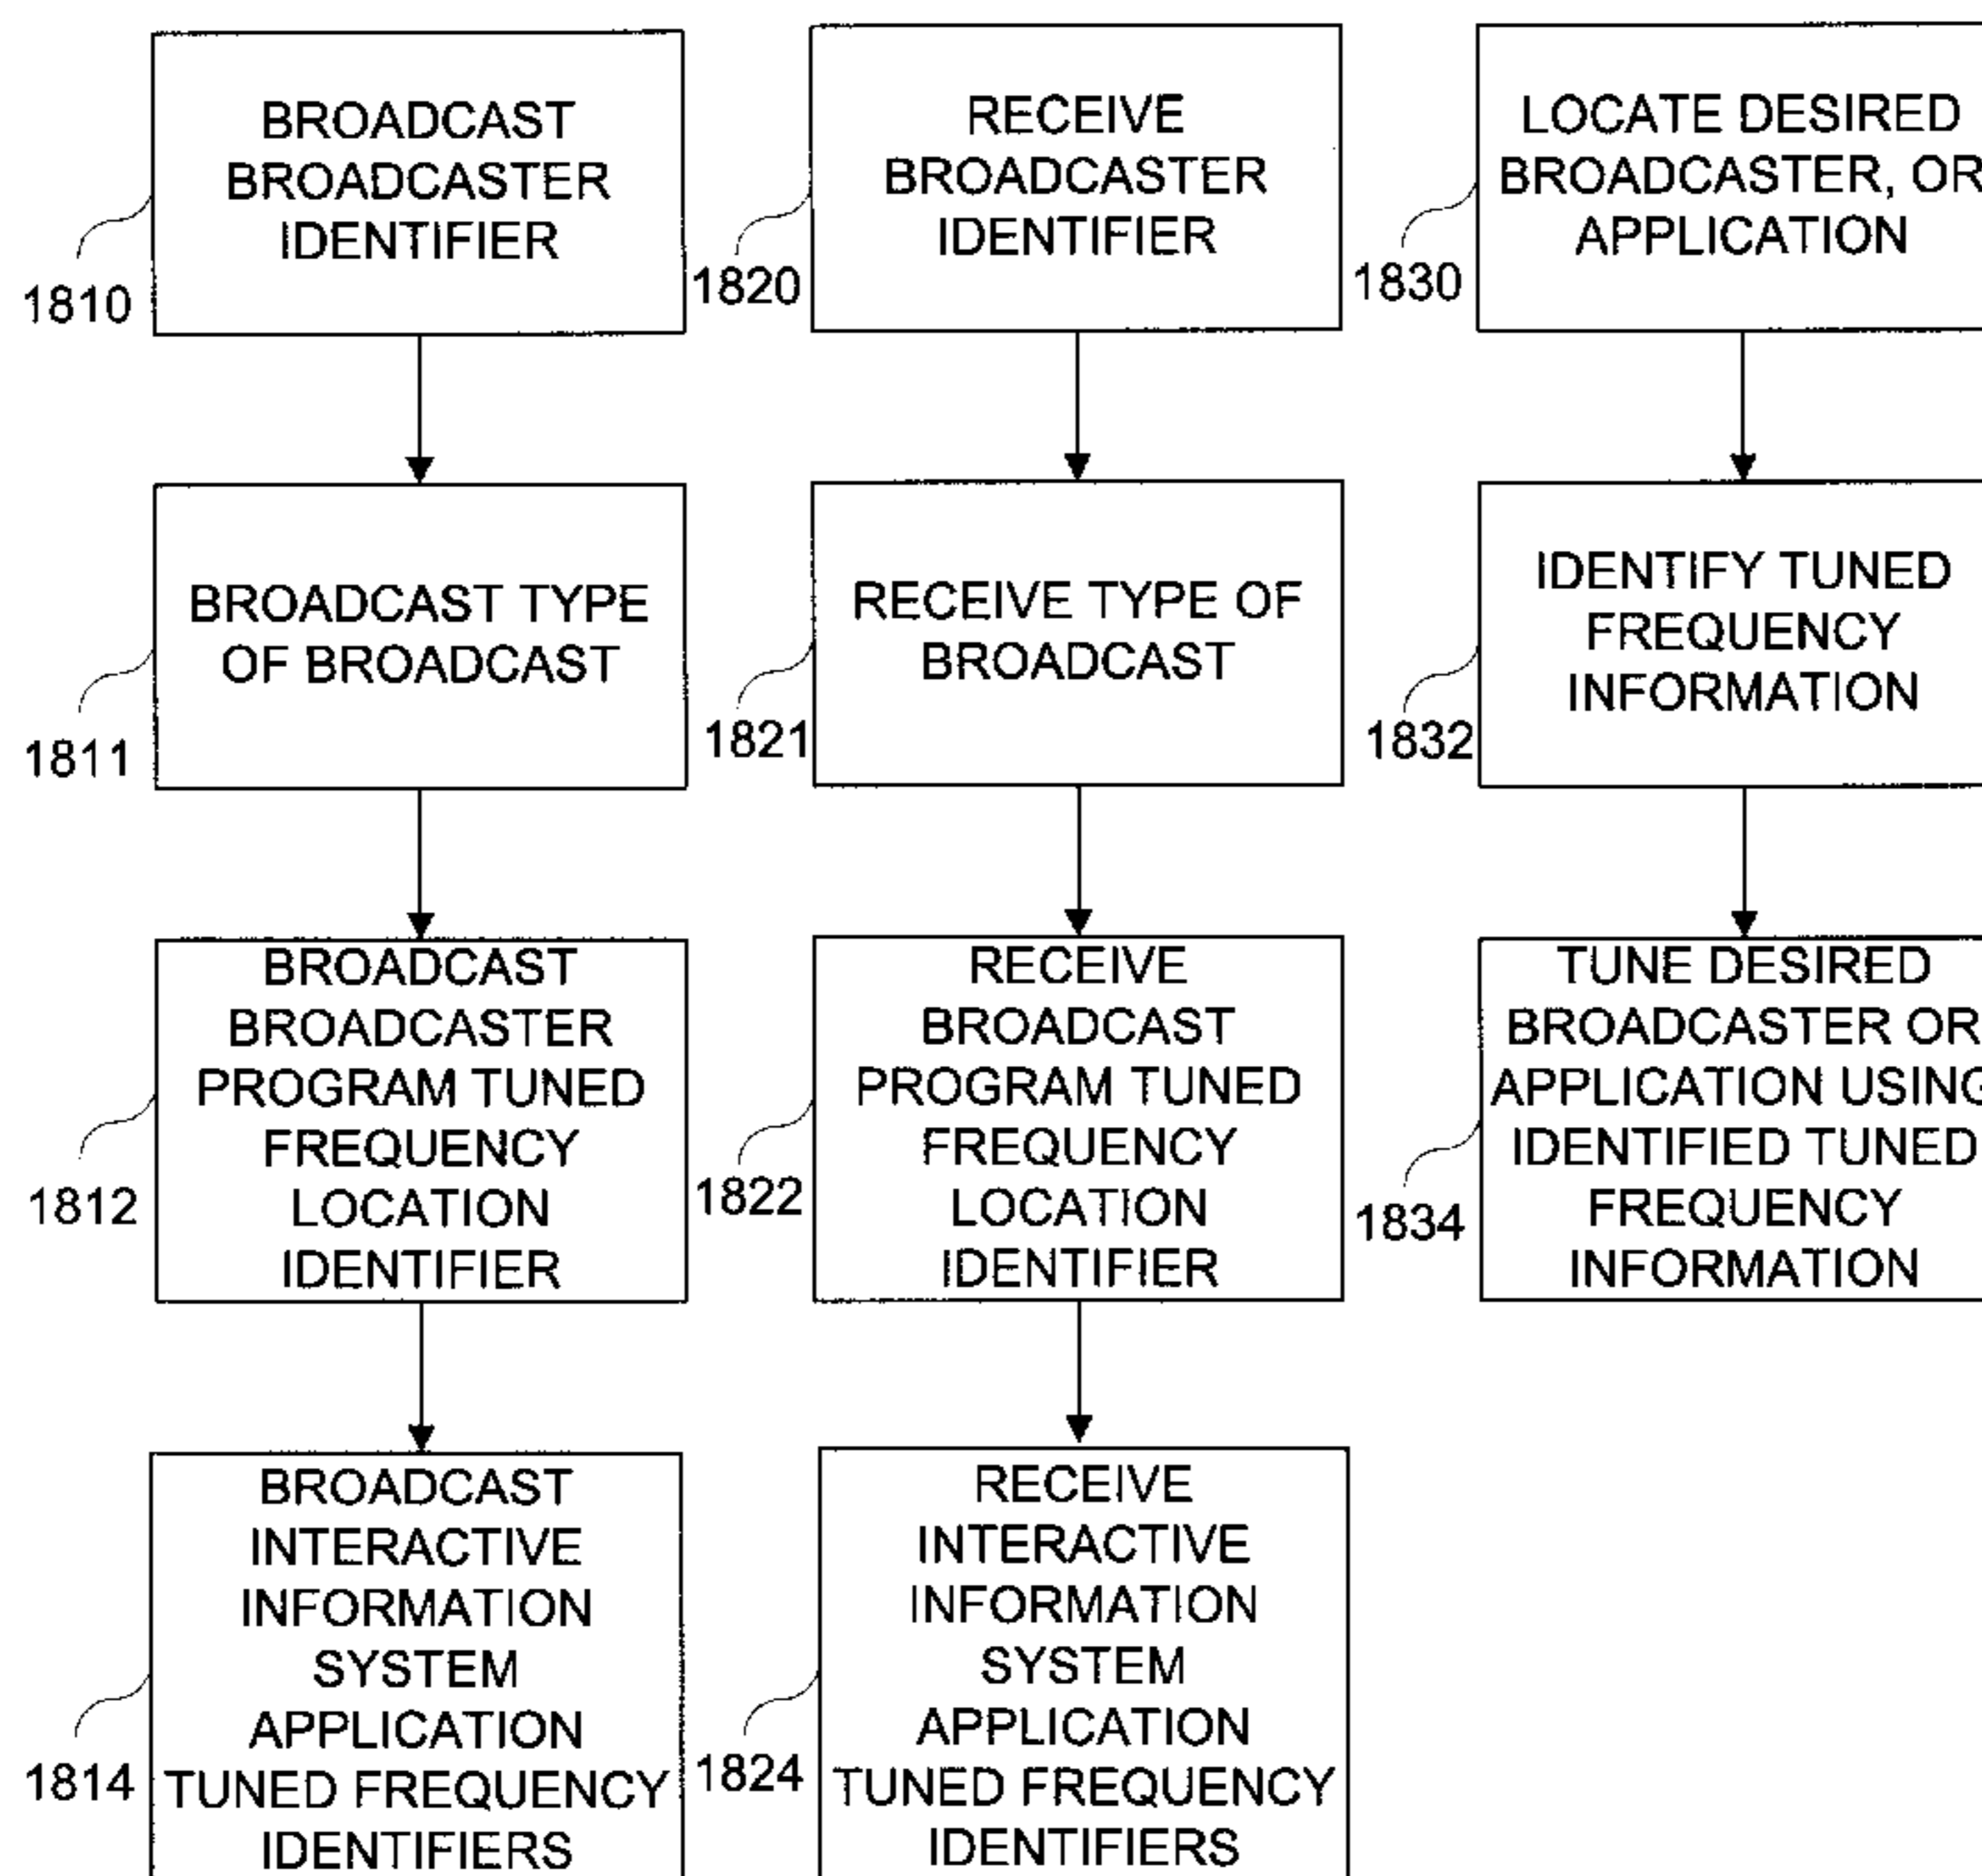 BROADCAST
BROADCASTER
IDENTIFIER
1810
BROADCAST TYPE
OF BROADCAST
1811
BROADCAST
BROADCASTER
PROGRAM TUNED
FREQUENCY
LOCATION
IDENTIFIER
1812
BROADCAST
INTERACTIVE
INFORMATION
SYSTEM
APPLICATION
TUNED FREQUENCY
IDENTIFIERS
1814
RECEIVE
BROADCASTER
IDENTIFIER
1820
RECEIVE TYPE OF
BROADCAST
1821
RECEIVE
BROADCAST
PROGRAM TUNED
FREQUENCY
LOCATION
IDENTIFIER
1822
RECEIVE
INTERACTIVE
INFORMATION
SYSTEM
APPLICATION
TUNED FREQUENCY
IDENTIFIERS
1824
LOCATE DESIRED
BROADCASTER, OR
APPLICATION
1830
IDENTIFY TUNED
FREQUENCY
INFORMATION
1832
TUNE DESIRED
BROADCASTER OR
APPLICATION USING
IDENTIFIED TUNED
FREQUENCY
INFORMATION
1834